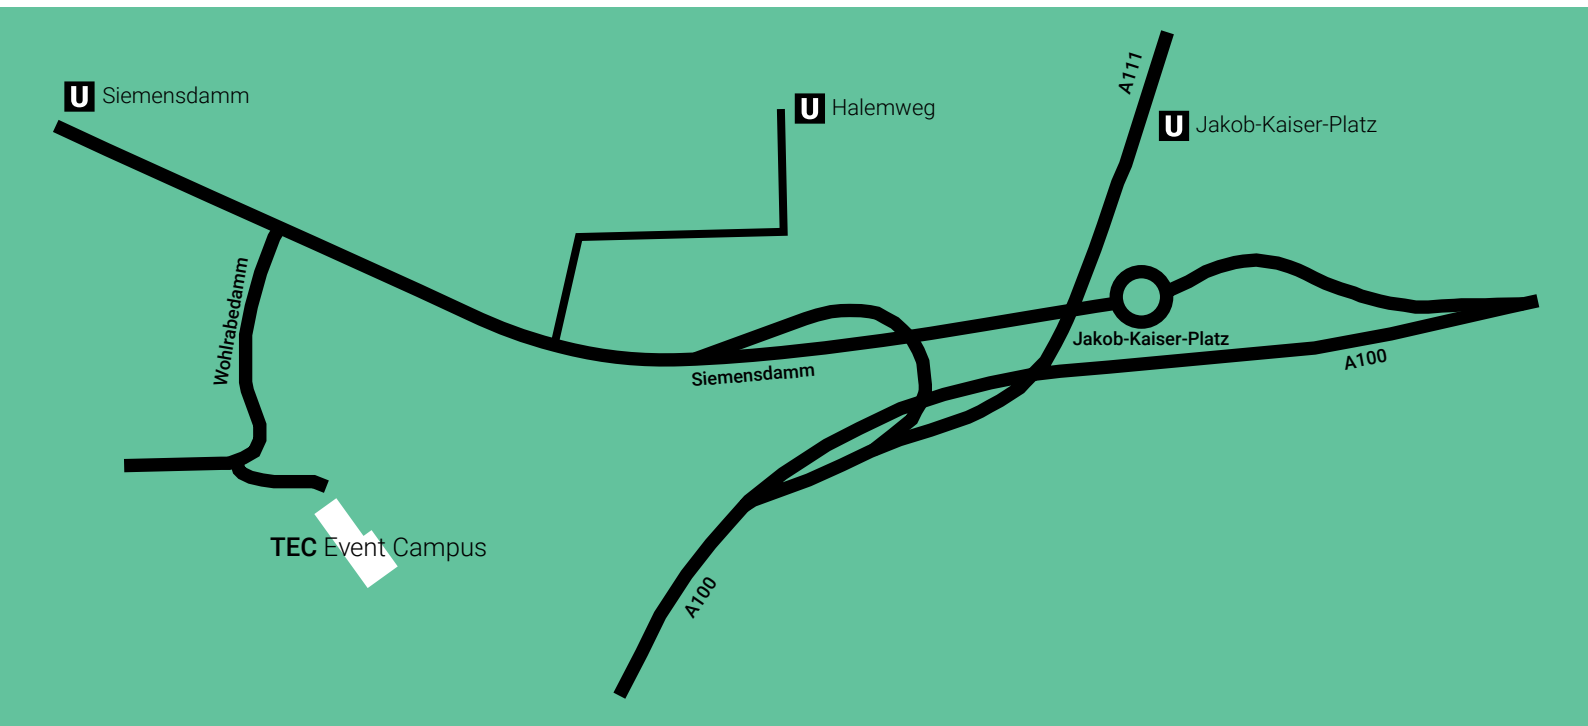 A111
U Siemensdamm
U Halemweg
U Jakob-Kaiser-Platz
Wohlrabedamm
Jakob-Kaiser-Platz
A100
Siemensdamm
TEC Event Campus
A100